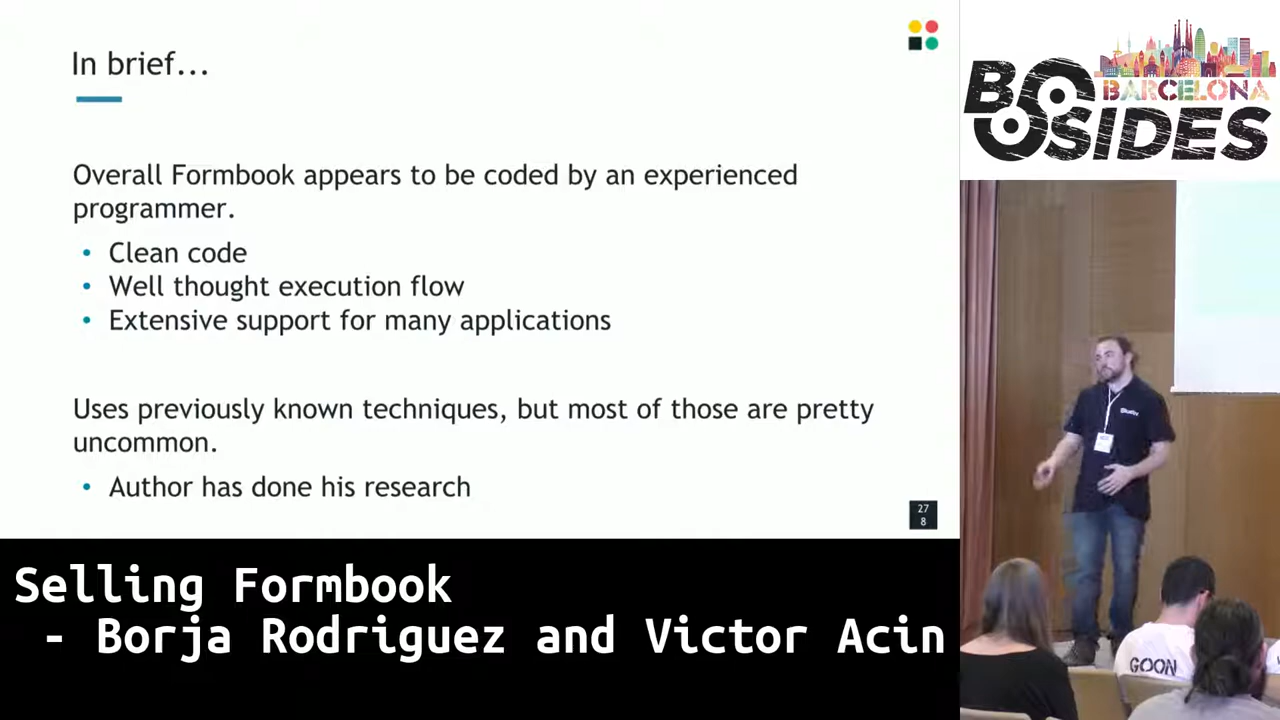 In brief...
Overall Formbook appears to be coded by an experienced
programmer.
• Clean code
• Well thought execution flow
• Extensive support for many applications
Uses previously known techniques, but most of those are pretty
uncommon.
• Author has done his research
27
8
Selling Formbook
- Borja Rodriguez and Victor Acin
BSIDES
BARCELONA
GOON